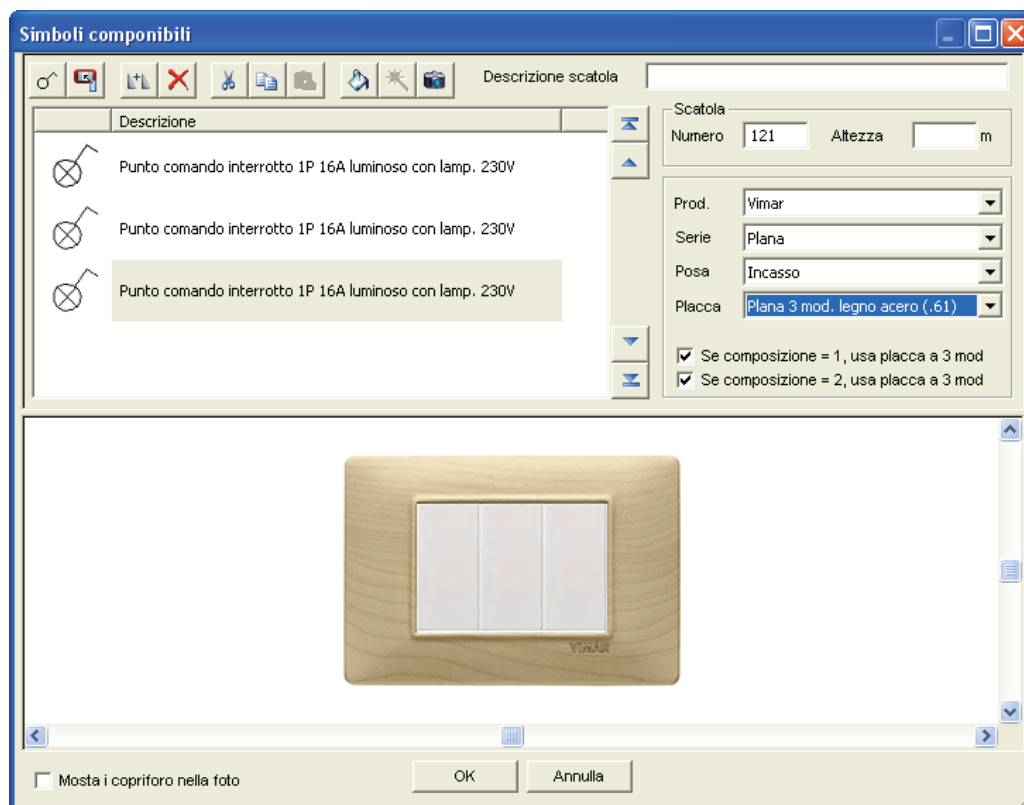 Simboli componibili
Descrizione scatola
Descrizione
Punto comando interrotto 1P 16A luminoso con lamp. 230V
Punto comando interrotto 1P 16A luminoso con lamp. 230V
Punto comando interrotto 1P 16A luminoso con lamp. 230V
Scatola
Numero 121 Altezza m
Prod. Vimar
Serie Plana
Posa Incasso
Placca Plana 3 mod. legno acero (.61)
Se composizione = 1, usa placca a 3 mod
Se composizione = 2, usa placca a 3 mod
VIMAR
Mosta i copriforo nella foto
OK
Annulla